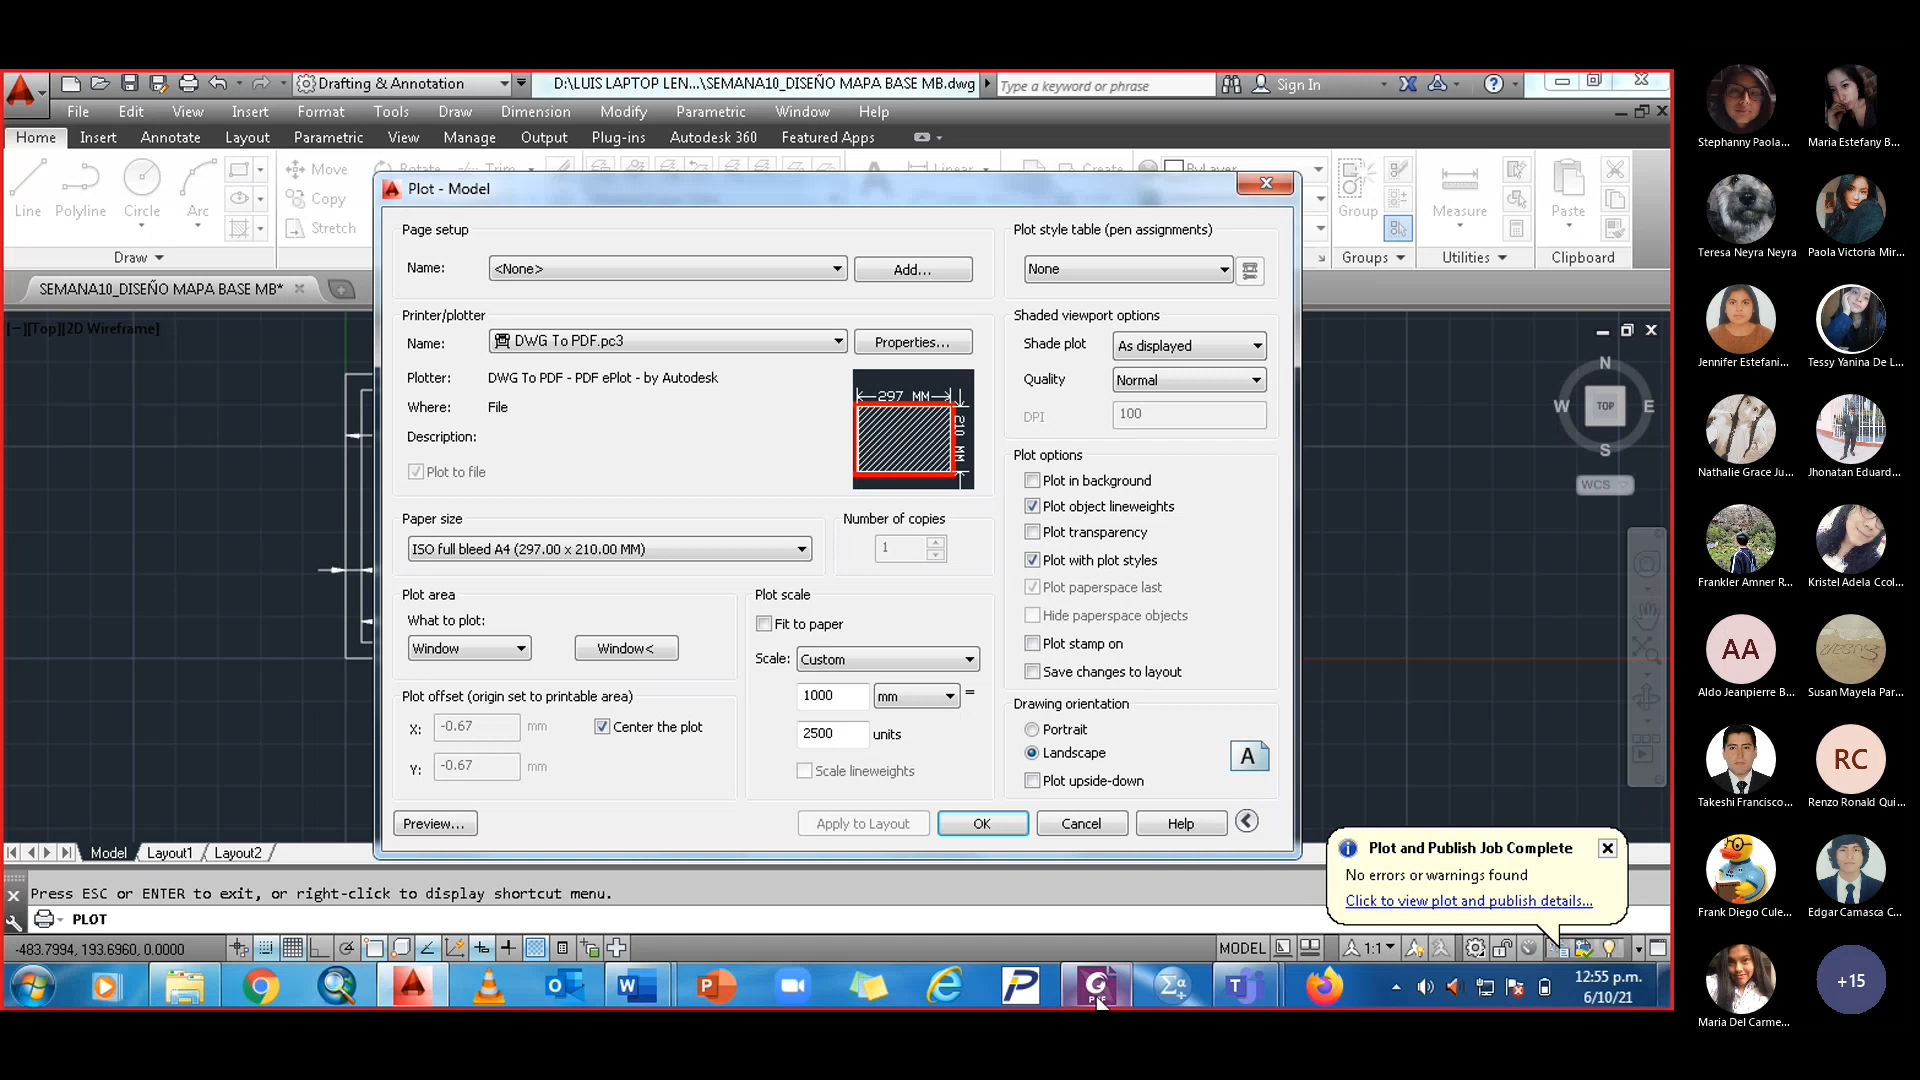 Drafting & Annotation
D:\LUIS LAPTOP LEN...\SEMANA10_DISEÑO MAPA BASE MB.dwg
Type a keyword or phrase
Sign In
File Edit View Insert Format Tools Draw Dimension Modify Parametric Window Help
Home Insert Annotate Layout Parametric View Manage Output Plug-ins Autodesk 360 Featured Apps
Line Polyline Circle Arc
Move
Copy
Stretch
Rotate
Trim
Linear
Create
ByLayer
Group
Measure
Paste
Draw
Groups
Utilities
Clipboard
SEMANA10_DISEÑO MAPA BASE MB*
[−][Top][2D Wireframe]
Plot - Model
Page setup
Name:
<None>
Add...
Printer/plotter
Name:
DWG To PDF.pc3
Properties...
Plotter:
DWG To PDF - PDF ePlot - by Autodesk
Where:
File
Description:
Plot to file
297 MM
210 MM
Paper size
ISO full bleed A4 (297.00 x 210.00 MM)
Number of copies
1
Plot area
What to plot:
Window
Window<
Plot offset (origin set to printable area)
X:
-0.67
mm
Center the plot
Y:
-0.67
mm
Plot scale
Fit to paper
Scale:
Custom
1000
mm
=
2500
units
Scale lineweights
Plot style table (pen assignments)
None
Shaded viewport options
Shade plot
As displayed
Quality
Normal
DPI
100
Plot options
Plot in background
Plot object lineweights
Plot transparency
Plot with plot styles
Plot paperspace last
Hide paperspace objects
Plot stamp on
Save changes to layout
Drawing orientation
Portrait
Landscape
Plot upside-down
A
Preview...
Apply to Layout
OK
Cancel
Help
N
W
TOP
E
S
WCS
Model
Layout1
Layout2
Plot and Publish Job Complete
No errors or warnings found
Click to view plot and publish details...
Press ESC or ENTER to exit, or right-click to display shortcut menu.
PLOT
-483.7994, 193.6960, 0.0000
MODEL
1:1
12:55 p.m.
6/10/21
Stephanny Paola...
Maria Estefany B...
Teresa Neyra Neyra
Paola Victoria Mir...
Jennifer Estefani...
Tessy Yanina De L...
Nathalie Grace Ju...
Jhonatan Eduard...
Frankler Amner R...
Kristel Adela Ccol...
AA
Aldo Jeanpierre B...
Susan Mayela Par...
Takeshi Francisco...
RC
Renzo Ronald Qui...
Frank Diego Cule...
Edgar Camasca C...
Maria Del Carme...
+15